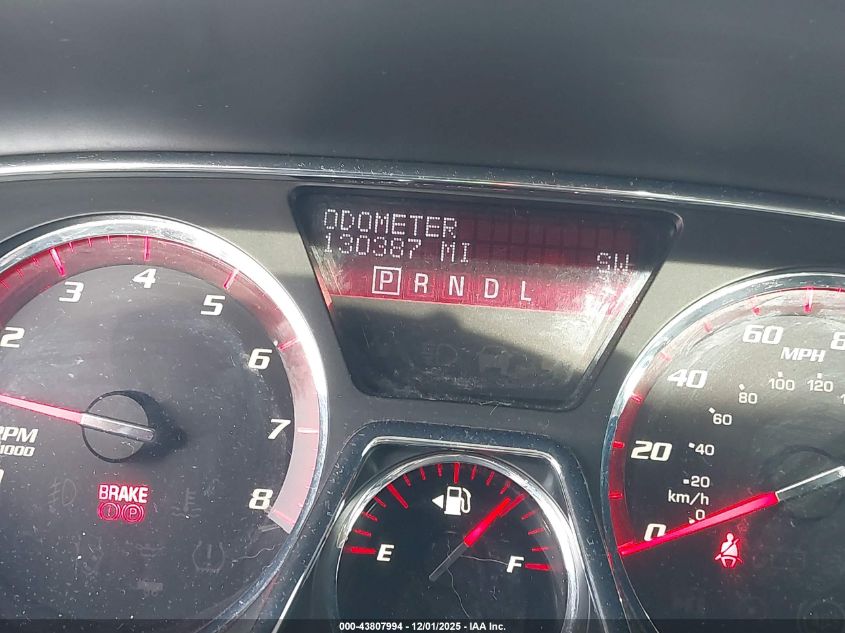 ODOMETER
130387 MI SW
P R N D L
2 3 4 5 6 7 8
RPM
1000
BRAKE
P
E F
0 20 40 60
MPH
0 20 40 60 80 100 120
km/h
000-43807994 - 12/01/2025 - IAA Inc.